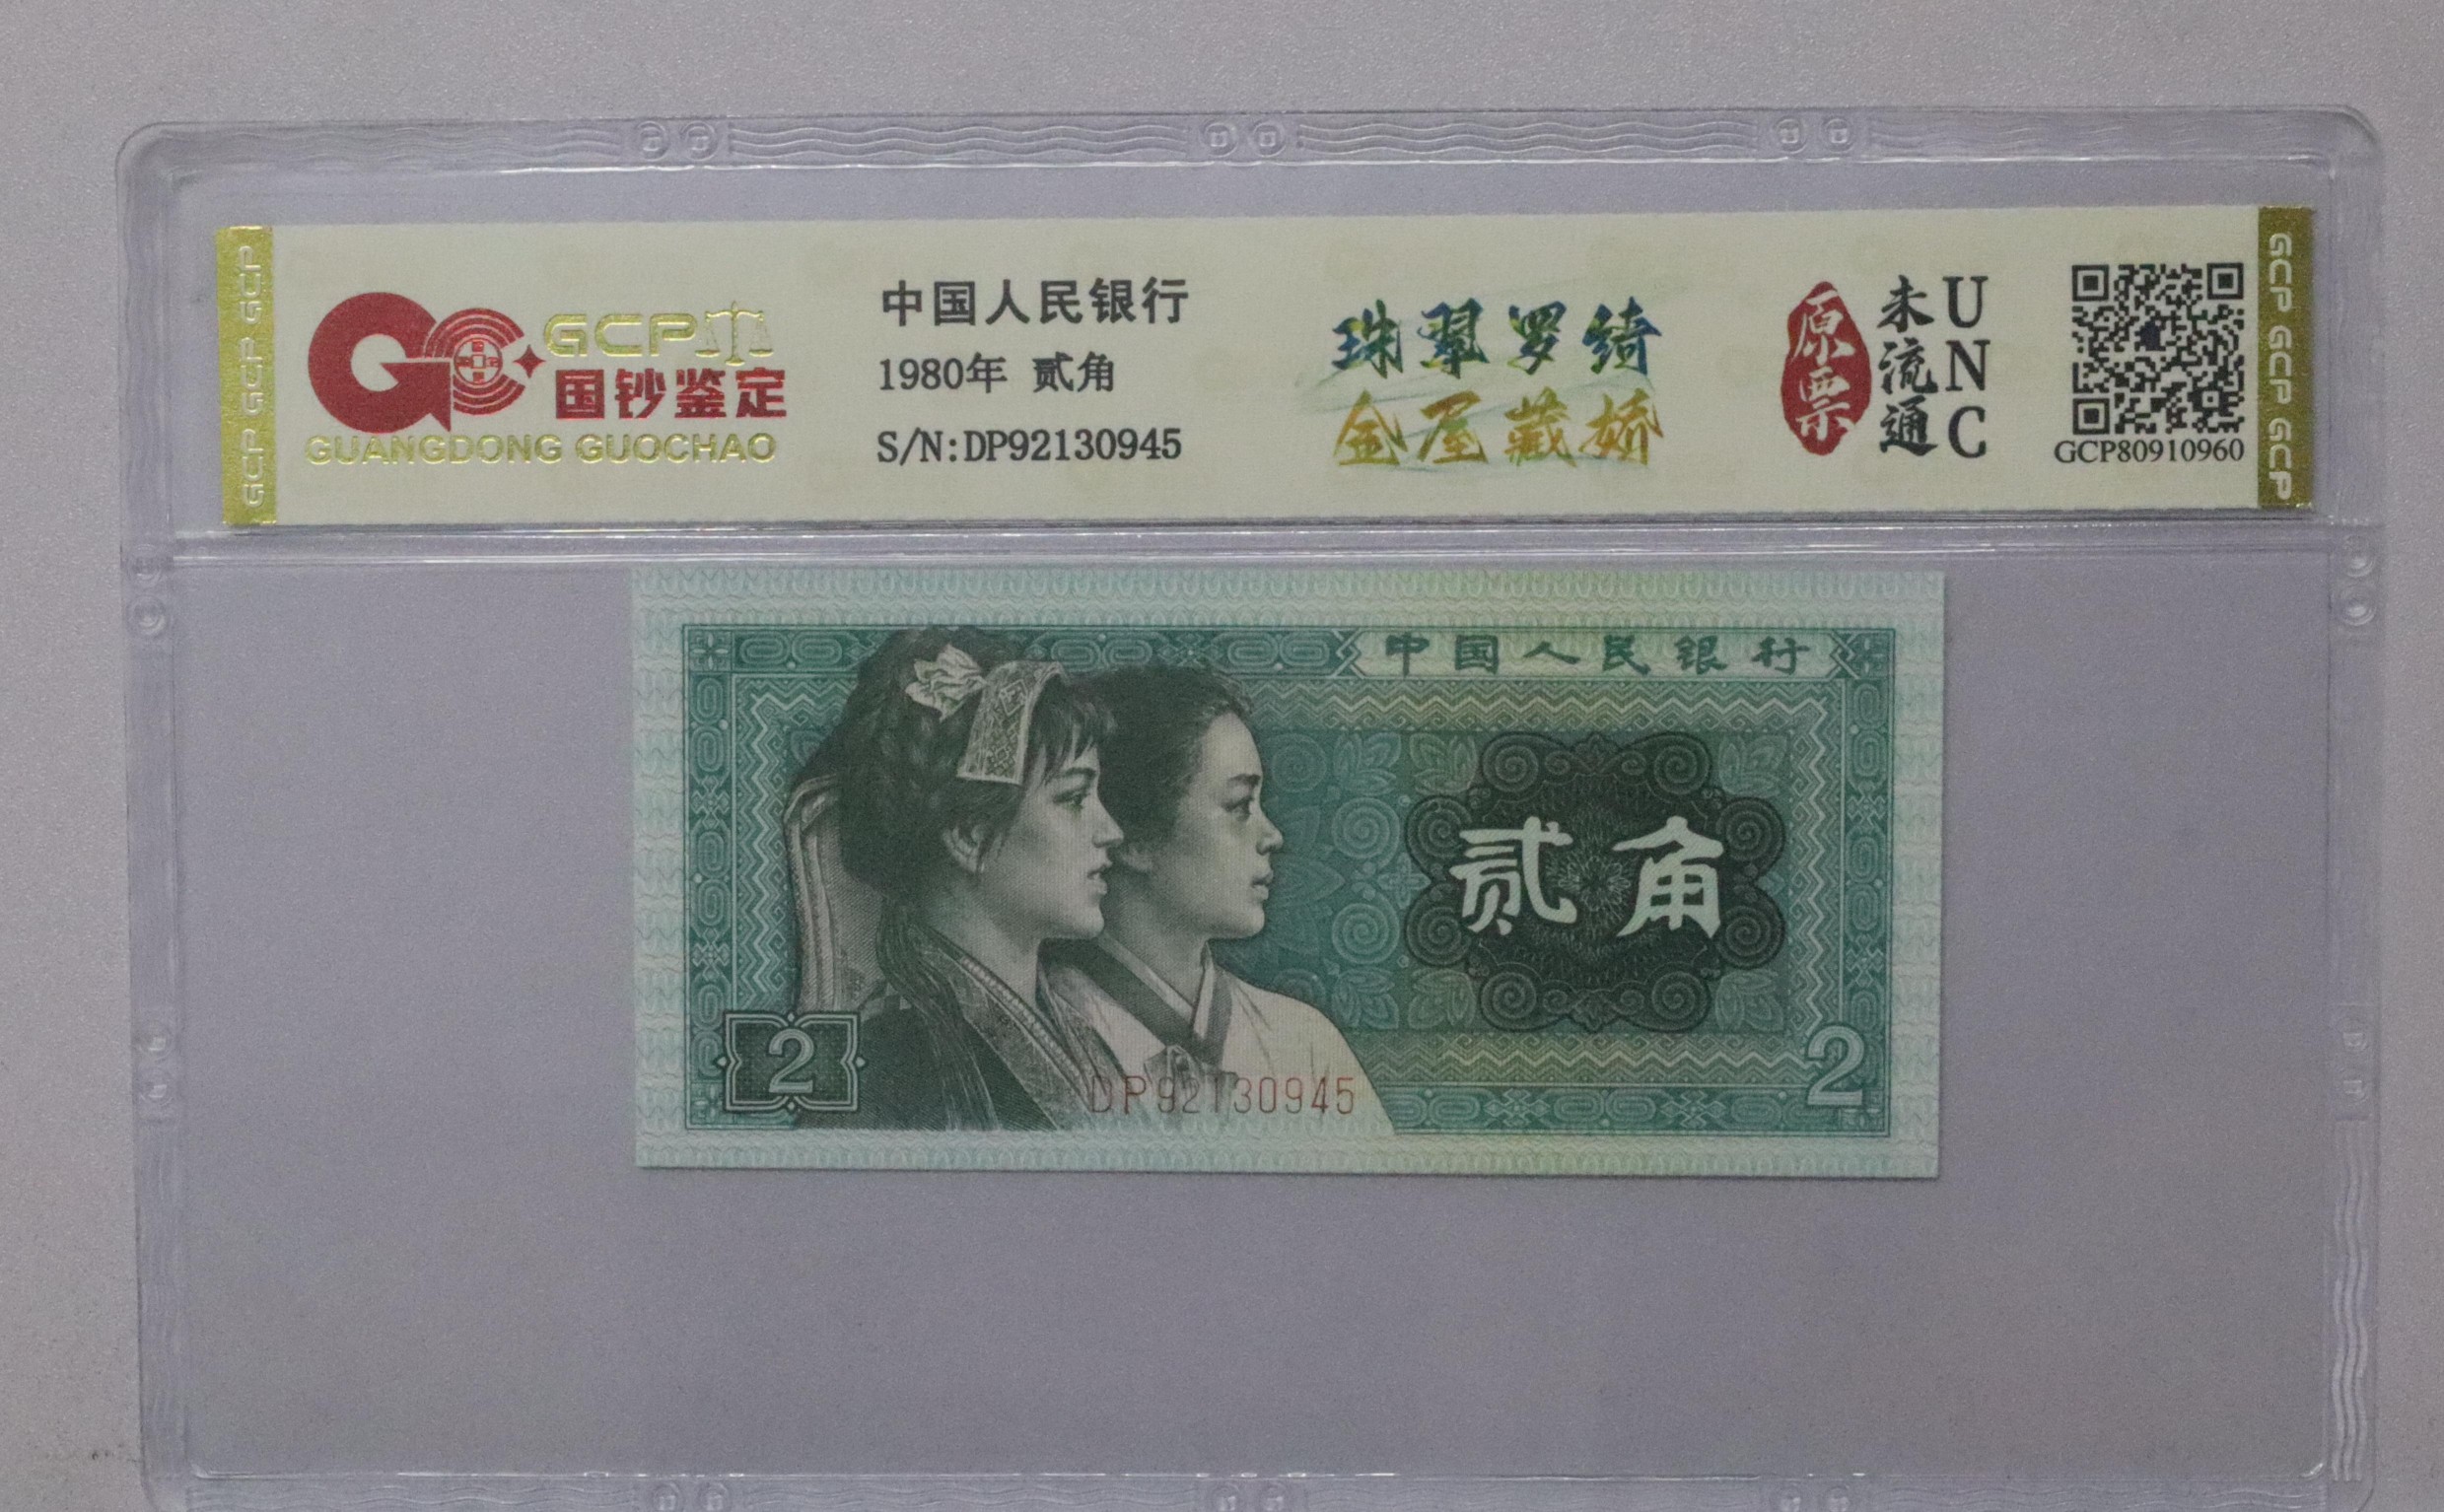 GCP GCP GCP
GCP
国钞鉴定
GUANGDONG GUOCHAO
中国人民银行
1980年 贰角
S/N:DP92130945
珠翠罗绮
金屋藏娇
原票
未流通
UNC
GCP80910960
GCP GCP GCP
中国人民银行
贰角
2
DP92130945
2